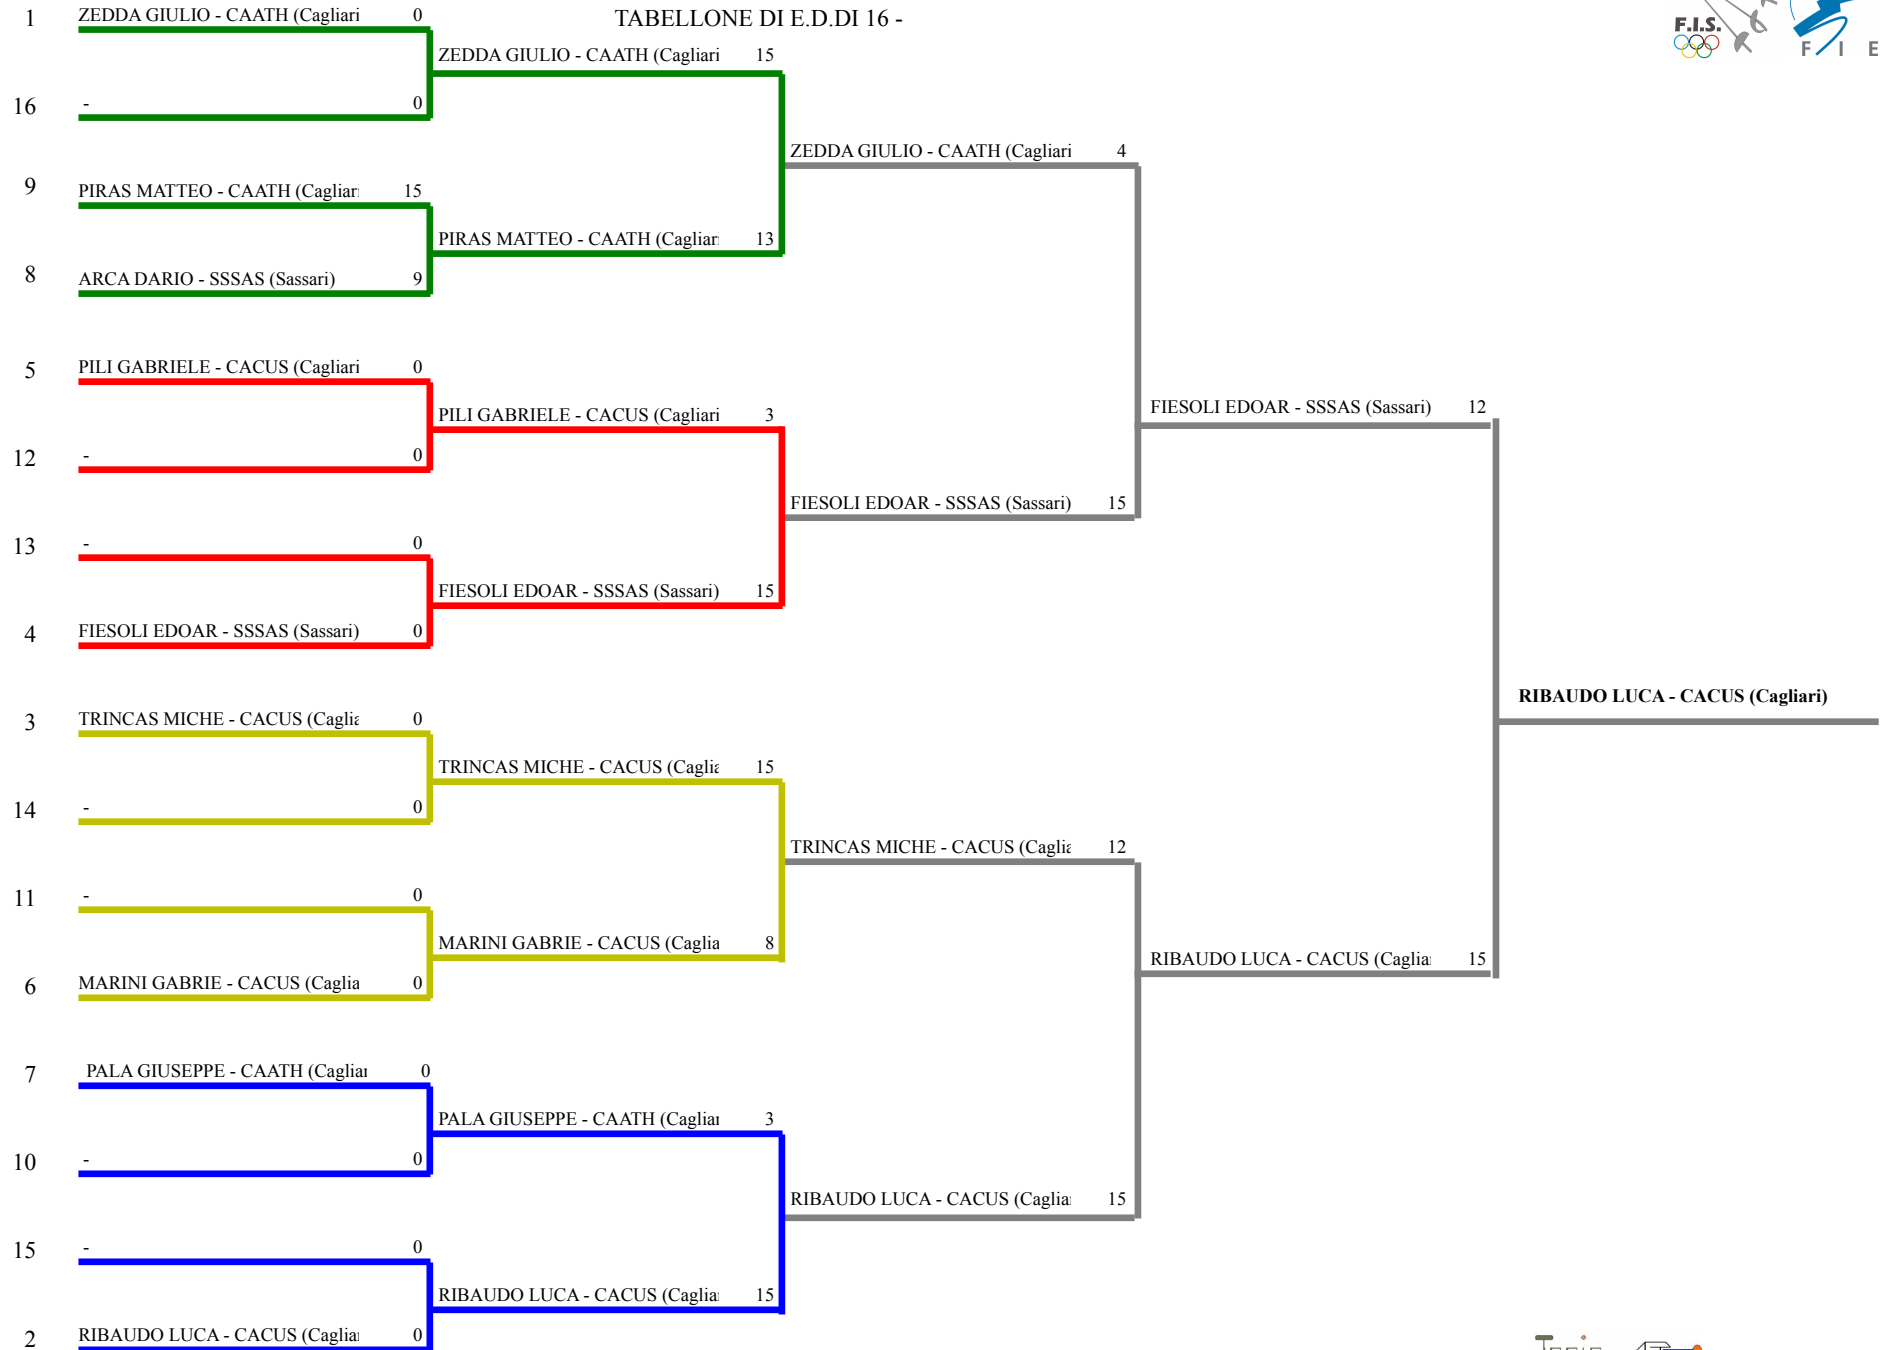 TABELLONE DI E.D.DI 16 -
F.I.S.
F I E
1 ZEDDA GIULIO - CAATH (Cagliari 0
ZEDDA GIULIO - CAATH (Cagliari 15
16 - 0
ZEDDA GIULIO - CAATH (Cagliari 4
9 PIRAS MATTEO - CAATH (Cagliari 15
PIRAS MATTEO - CAATH (Cagliari 13
8 ARCA DARIO - SSSAS (Sassari) 9
5 PILI GABRIELE - CACUS (Cagliari 0
FIESOLI EDOAR - SSSAS (Sassari) 12
PILI GABRIELE - CACUS (Cagliari 3
12 - 0
FIESOLI EDOAR - SSSAS (Sassari) 15
13 - 0
FIESOLI EDOAR - SSSAS (Sassari) 15
4 FIESOLI EDOAR - SSSAS (Sassari) 0
RIBAUDO LUCA - CACUS (Cagliari)
3 TRINCAS MICHE - CACUS (Caglia 0
TRINCAS MICHE - CACUS (Caglia 15
14 - 0
TRINCAS MICHE - CACUS (Caglia 12
11 - 0
MARINI GABRIE - CACUS (Caglia 8
RIBAUDO LUCA - CACUS (Cagliar 15
6 MARINI GABRIE - CACUS (Caglia 0
7 PALA GIUSEPPE - CAATH (Cagliar 0
PALA GIUSEPPE - CAATH (Cagliar 3
10 - 0
RIBAUDO LUCA - CACUS (Cagliar 15
15 - 0
RIBAUDO LUCA - CACUS (Cagliar 15
2 RIBAUDO LUCA - CACUS (Cagliar 0